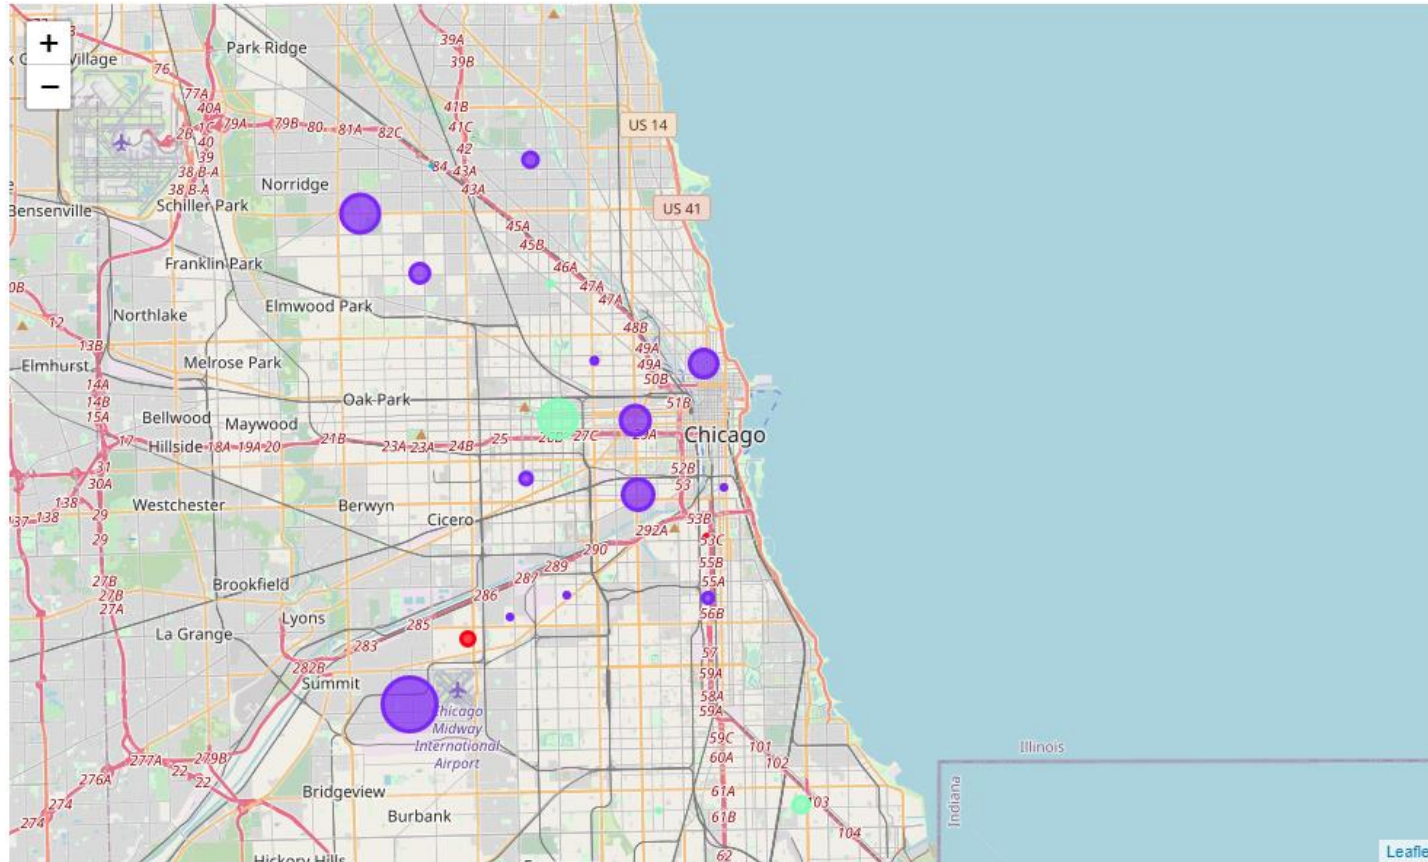 +
−
Park Ridge
Village
39A
39B
76
77A
40A
79A
79B
80
81A
82C
41B
41C
42
US 14
2B
1C
40
39
38 B-A
38 B-A
84
43A
43A
Norridge
Schiller Park
Bensenville
US 41
45A
45B
46A
47A
47A
Franklin Park
Elmwood Park
Northlake
0B
12
13B
48B
49A
49A
50B
Elmhurst
Melrose Park
14A
14B
15A
Oak Park
51B
Bellwood
Maywood
Hillside
17
18A
19A
20
21B
23A
23A
24B
25
27C
Chicago
31
30A
52B
53
138
138
137
29
29
Westchester
Berwyn
Cicero
292A
53B
53C
290
289
287
286
55B
55A
56B
27B
27B
27A
Brookfield
Lyons
285
283
282B
La Grange
57
59A
58A
59A
Summit
Chicago
Midway
International
Airport
59C
60A
101
102
Illinois
Indiana
277A
279B
22
22
276A
274
274
Bridgeview
Burbank
61A
61B
103
104
62
Hickory Hills
Leafle